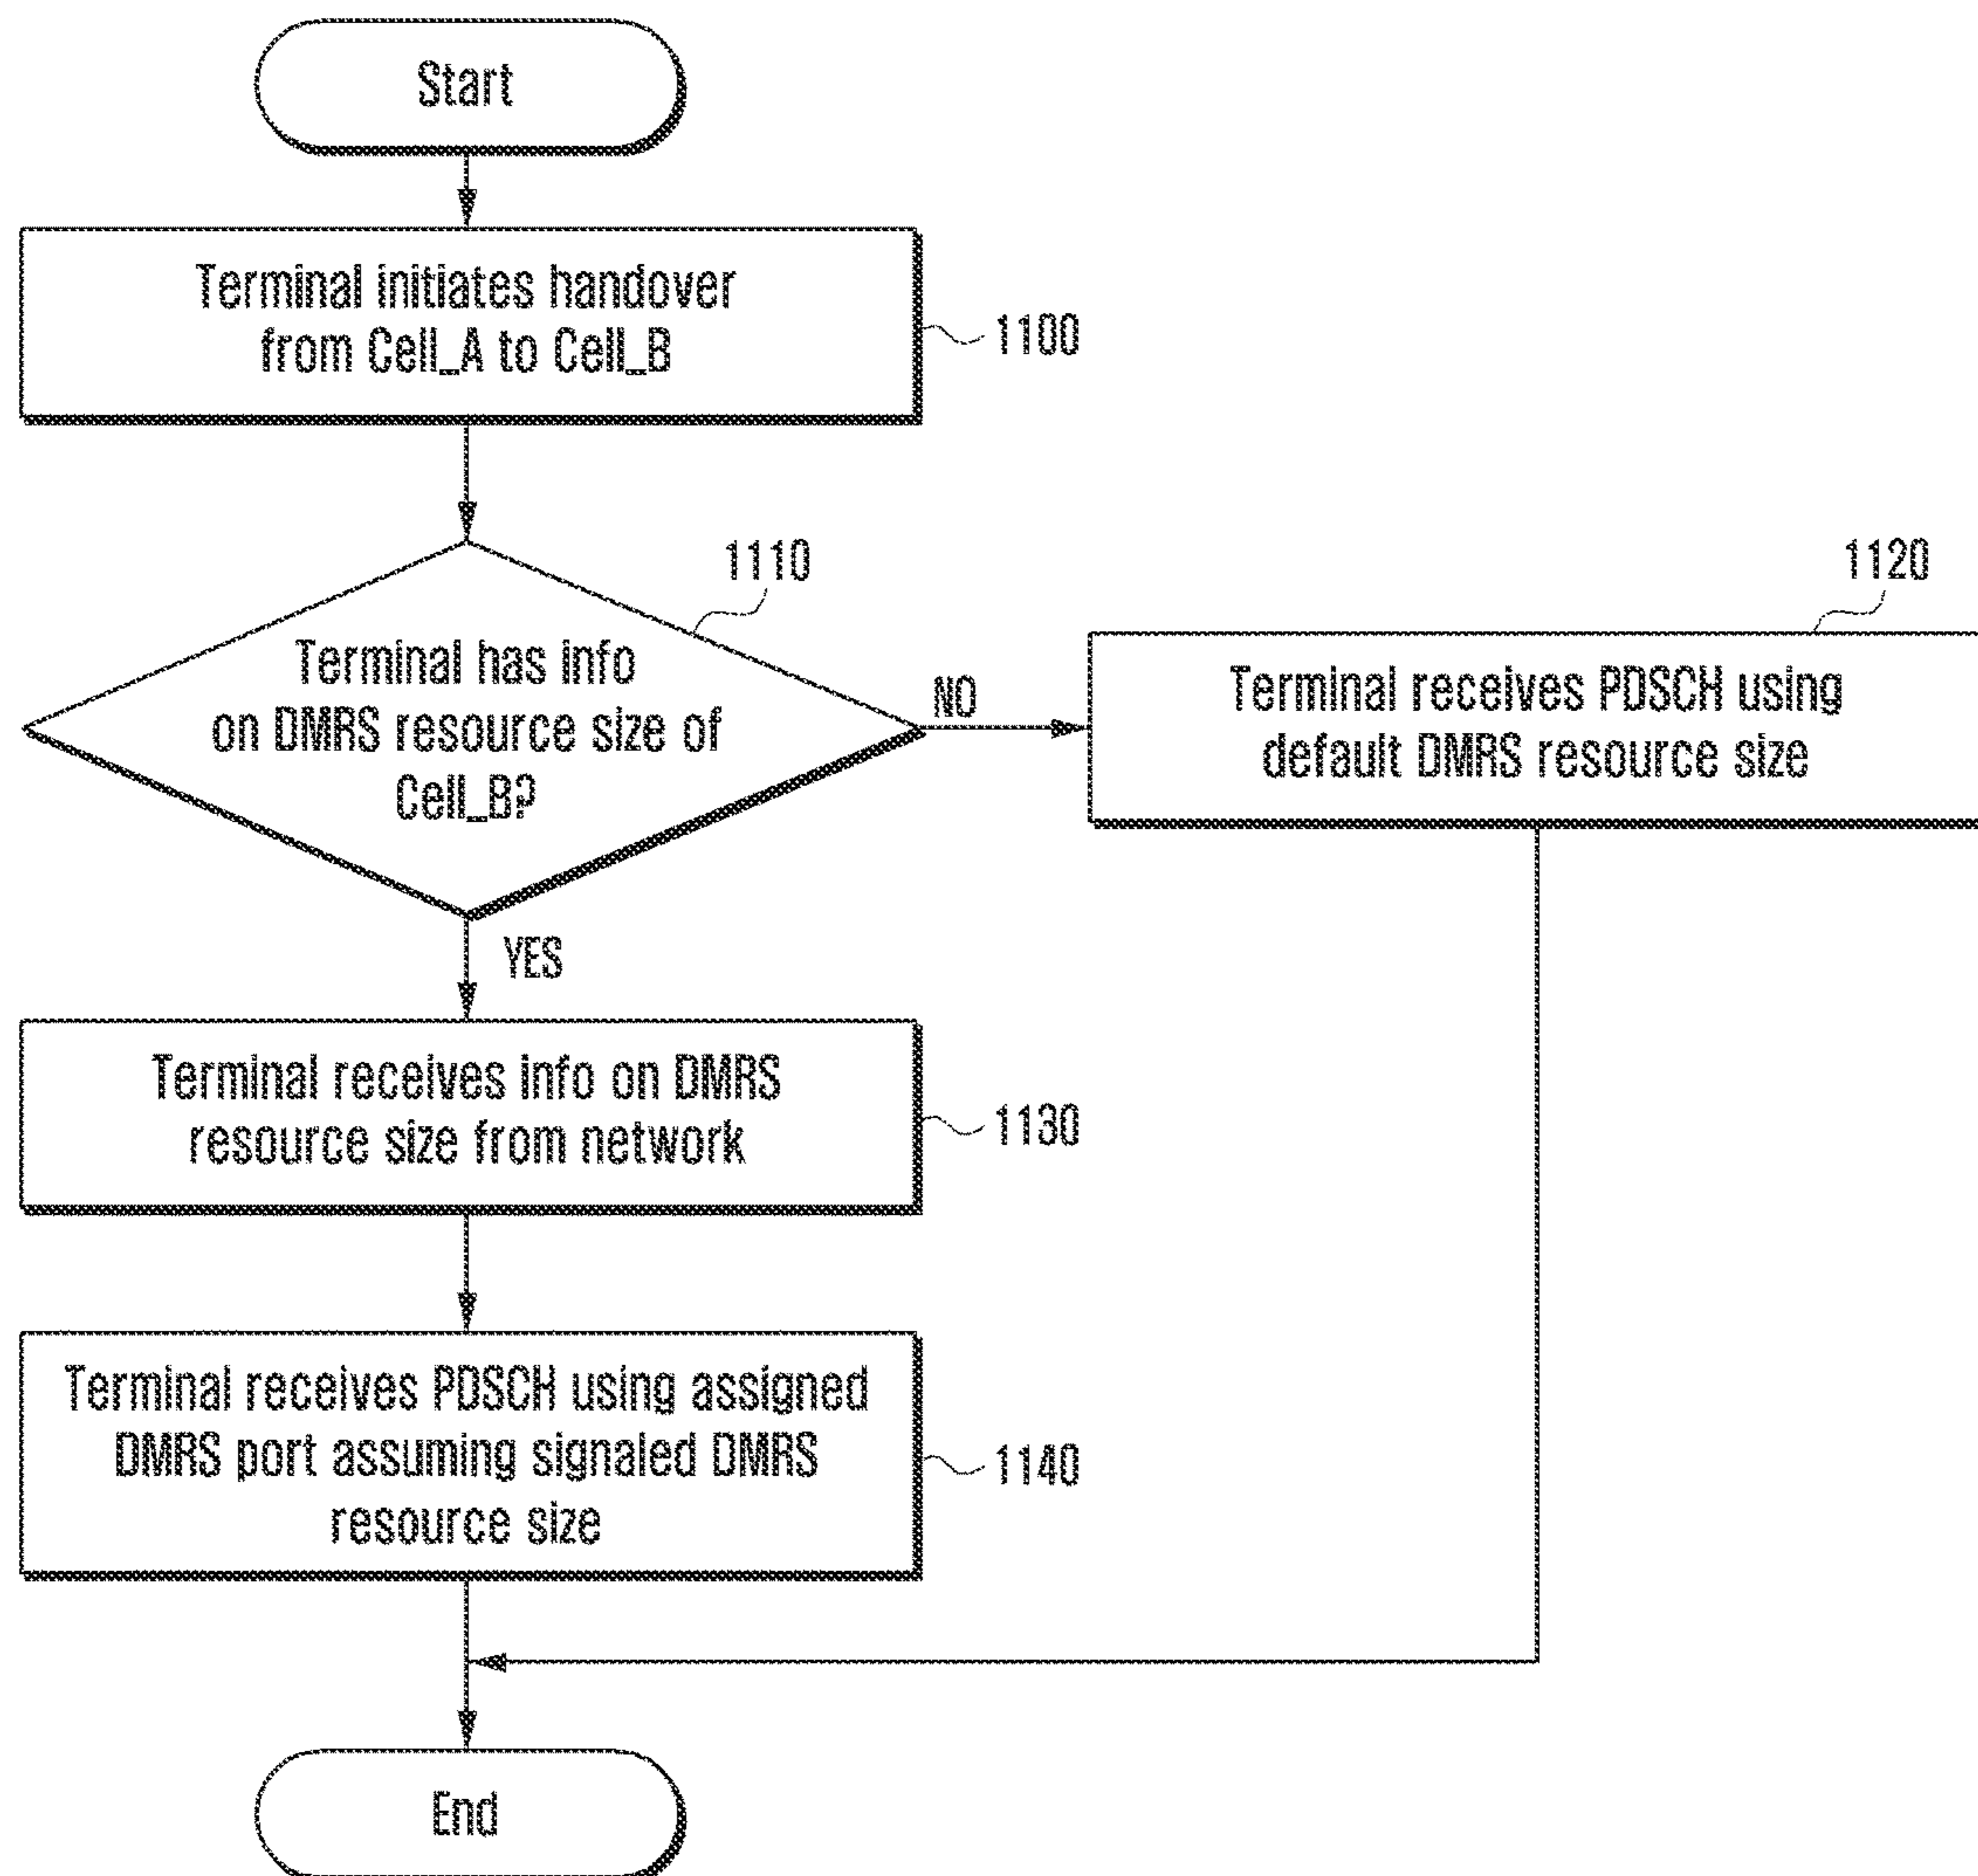 Start
Terminal initiates handover
from Cell_A to Cell_B
1100
1110
Terminal has info
on DMRS resource size of
Cell_B?
NO
1120
Terminal receives PDSCH using
default DMRS resource size
YES
Terminal receives info on DMRS
resource size from network
1130
Terminal receives PDSCH using assigned
DMRS port assuming signaled DMRS
resource size
1140
End